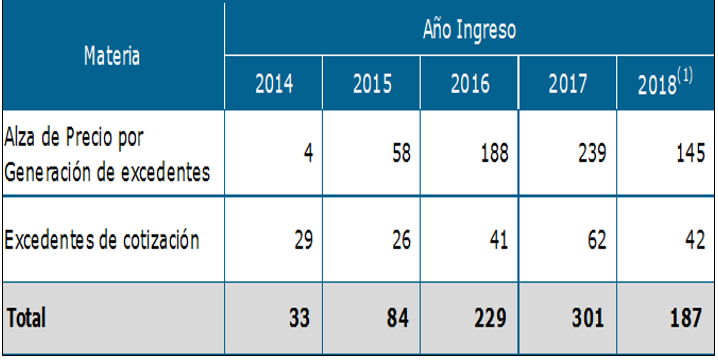 Materia
Año Ingreso
2014 2015 2016 2017 2018(1)
Alza de Precio por
Generación de excedentes
4 58 188 239 145
Excedentes de cotización 29 26 41 62 42
Total 33 84 229 301 187